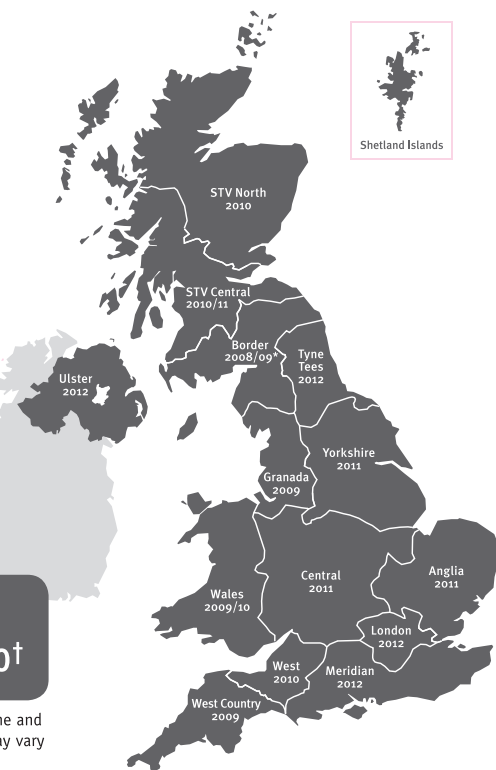 Shetland Islands
STV North
2010
STV Central
2010/11
Border
2008/09*
Tyne
Tees
2012
Ulster
2012
Yorkshire
2011
Granada
2009
Central
2011
Anglia
2011
Wales
2009/10
London
2012
West
2010
Meridian
2012
West Country
2009
0†
ne and
ay vary